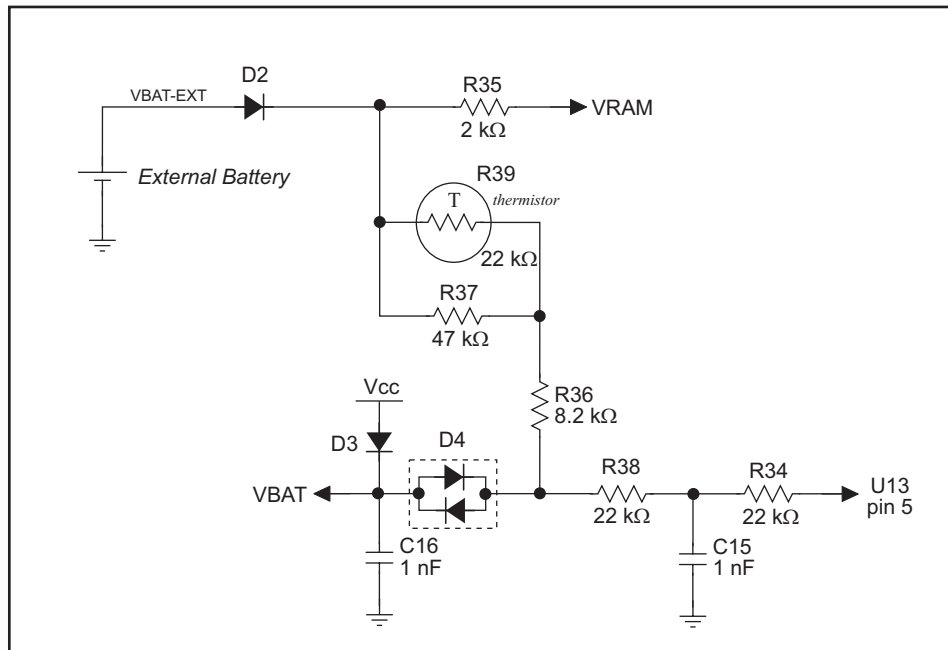 D2
VBAT-EXT
R35
2 kΩ
VRAM
External Battery
R39
T
thermistor
22 kΩ
R37
47 kΩ
Vcc
R36
8.2 kΩ
D3
D4
VBAT
R38
22 kΩ
R34
22 kΩ
U13
pin 5
C16
1 nF
C15
1 nF